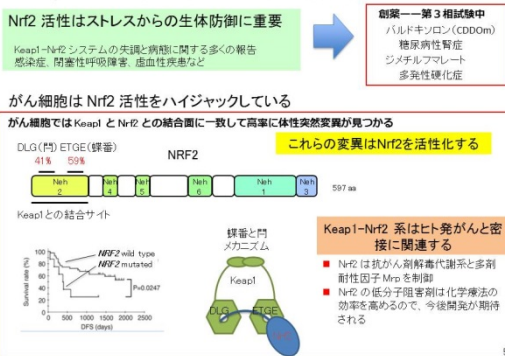 Nrf2 活性はストレスからの生体防御に重要
Keap1-Nrf2 システムの失調と病態に関する多くの報告
感染症、閉塞性呼吸障害、虚血性疾患など
創薬ーー第3相試験中
バルドキソロン(CDDOm)
糖尿病性腎症
ジメチルフマレート
多発性硬化症
がん細胞は Nrf2 活性をハイジャックしている
がん細胞では Keap1 と Nrf2 との結合面に一致して高率に体性突然変異が見つかる
これらの変異はNrf2を活性化する
DLG(閂) ETGE(蝶番)
41% 59%
NRF2
Neh 2
Neh 4
Neh 5
Neh 6
Neh 1
Neh 3
597 aa
Keap1との結合サイト
蝶番と閂
メカニズム
Keap1
DLG
ETGE
Keap1-Nrf2 系はヒト発がんと密
接に関連する
Nrf2 は抗がん剤解毒代謝系と多剤
耐性因子 Mrp を制御
Nrf2 の低分子阻害剤は化学療法の
効率を高めるので、今後開発が期待
される
Survival rate (%)
100
80
60
40
20
0
NRF2 wild type
NRF2 mutated
P=0.0247
0 500 1000 1500 2000 2500
DFS (days)